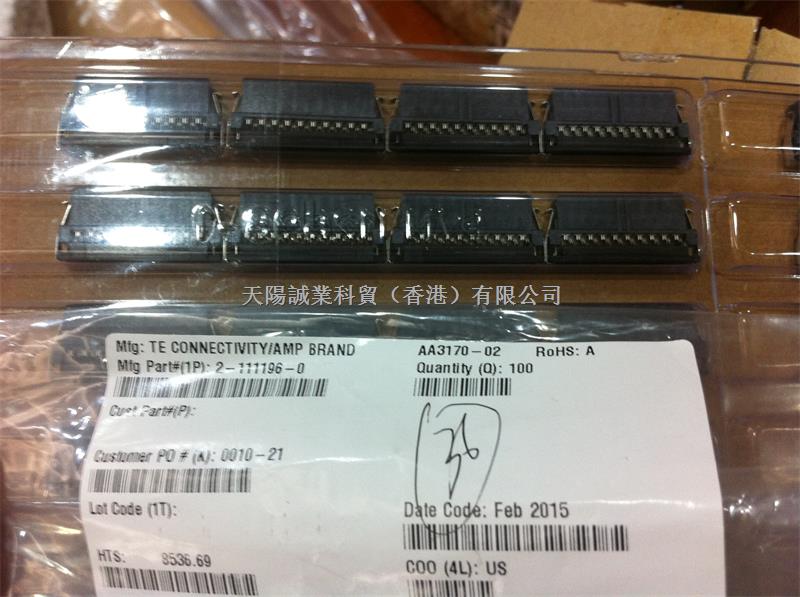 天陽誠業科貿（香港）有限公司
Mfg: TE CONNECTIVITY/AMP BRAND
AA3170-02 RoHS: A
Mfg Part#(1P): 2-111196-0
Quantity (Q): 100
Cust Part#(P):
36
Customer PO # (K): 0010-21
Lot Code (1T):
Date Code: Feb 2015
HTS: 8536.69
COO (4L): US